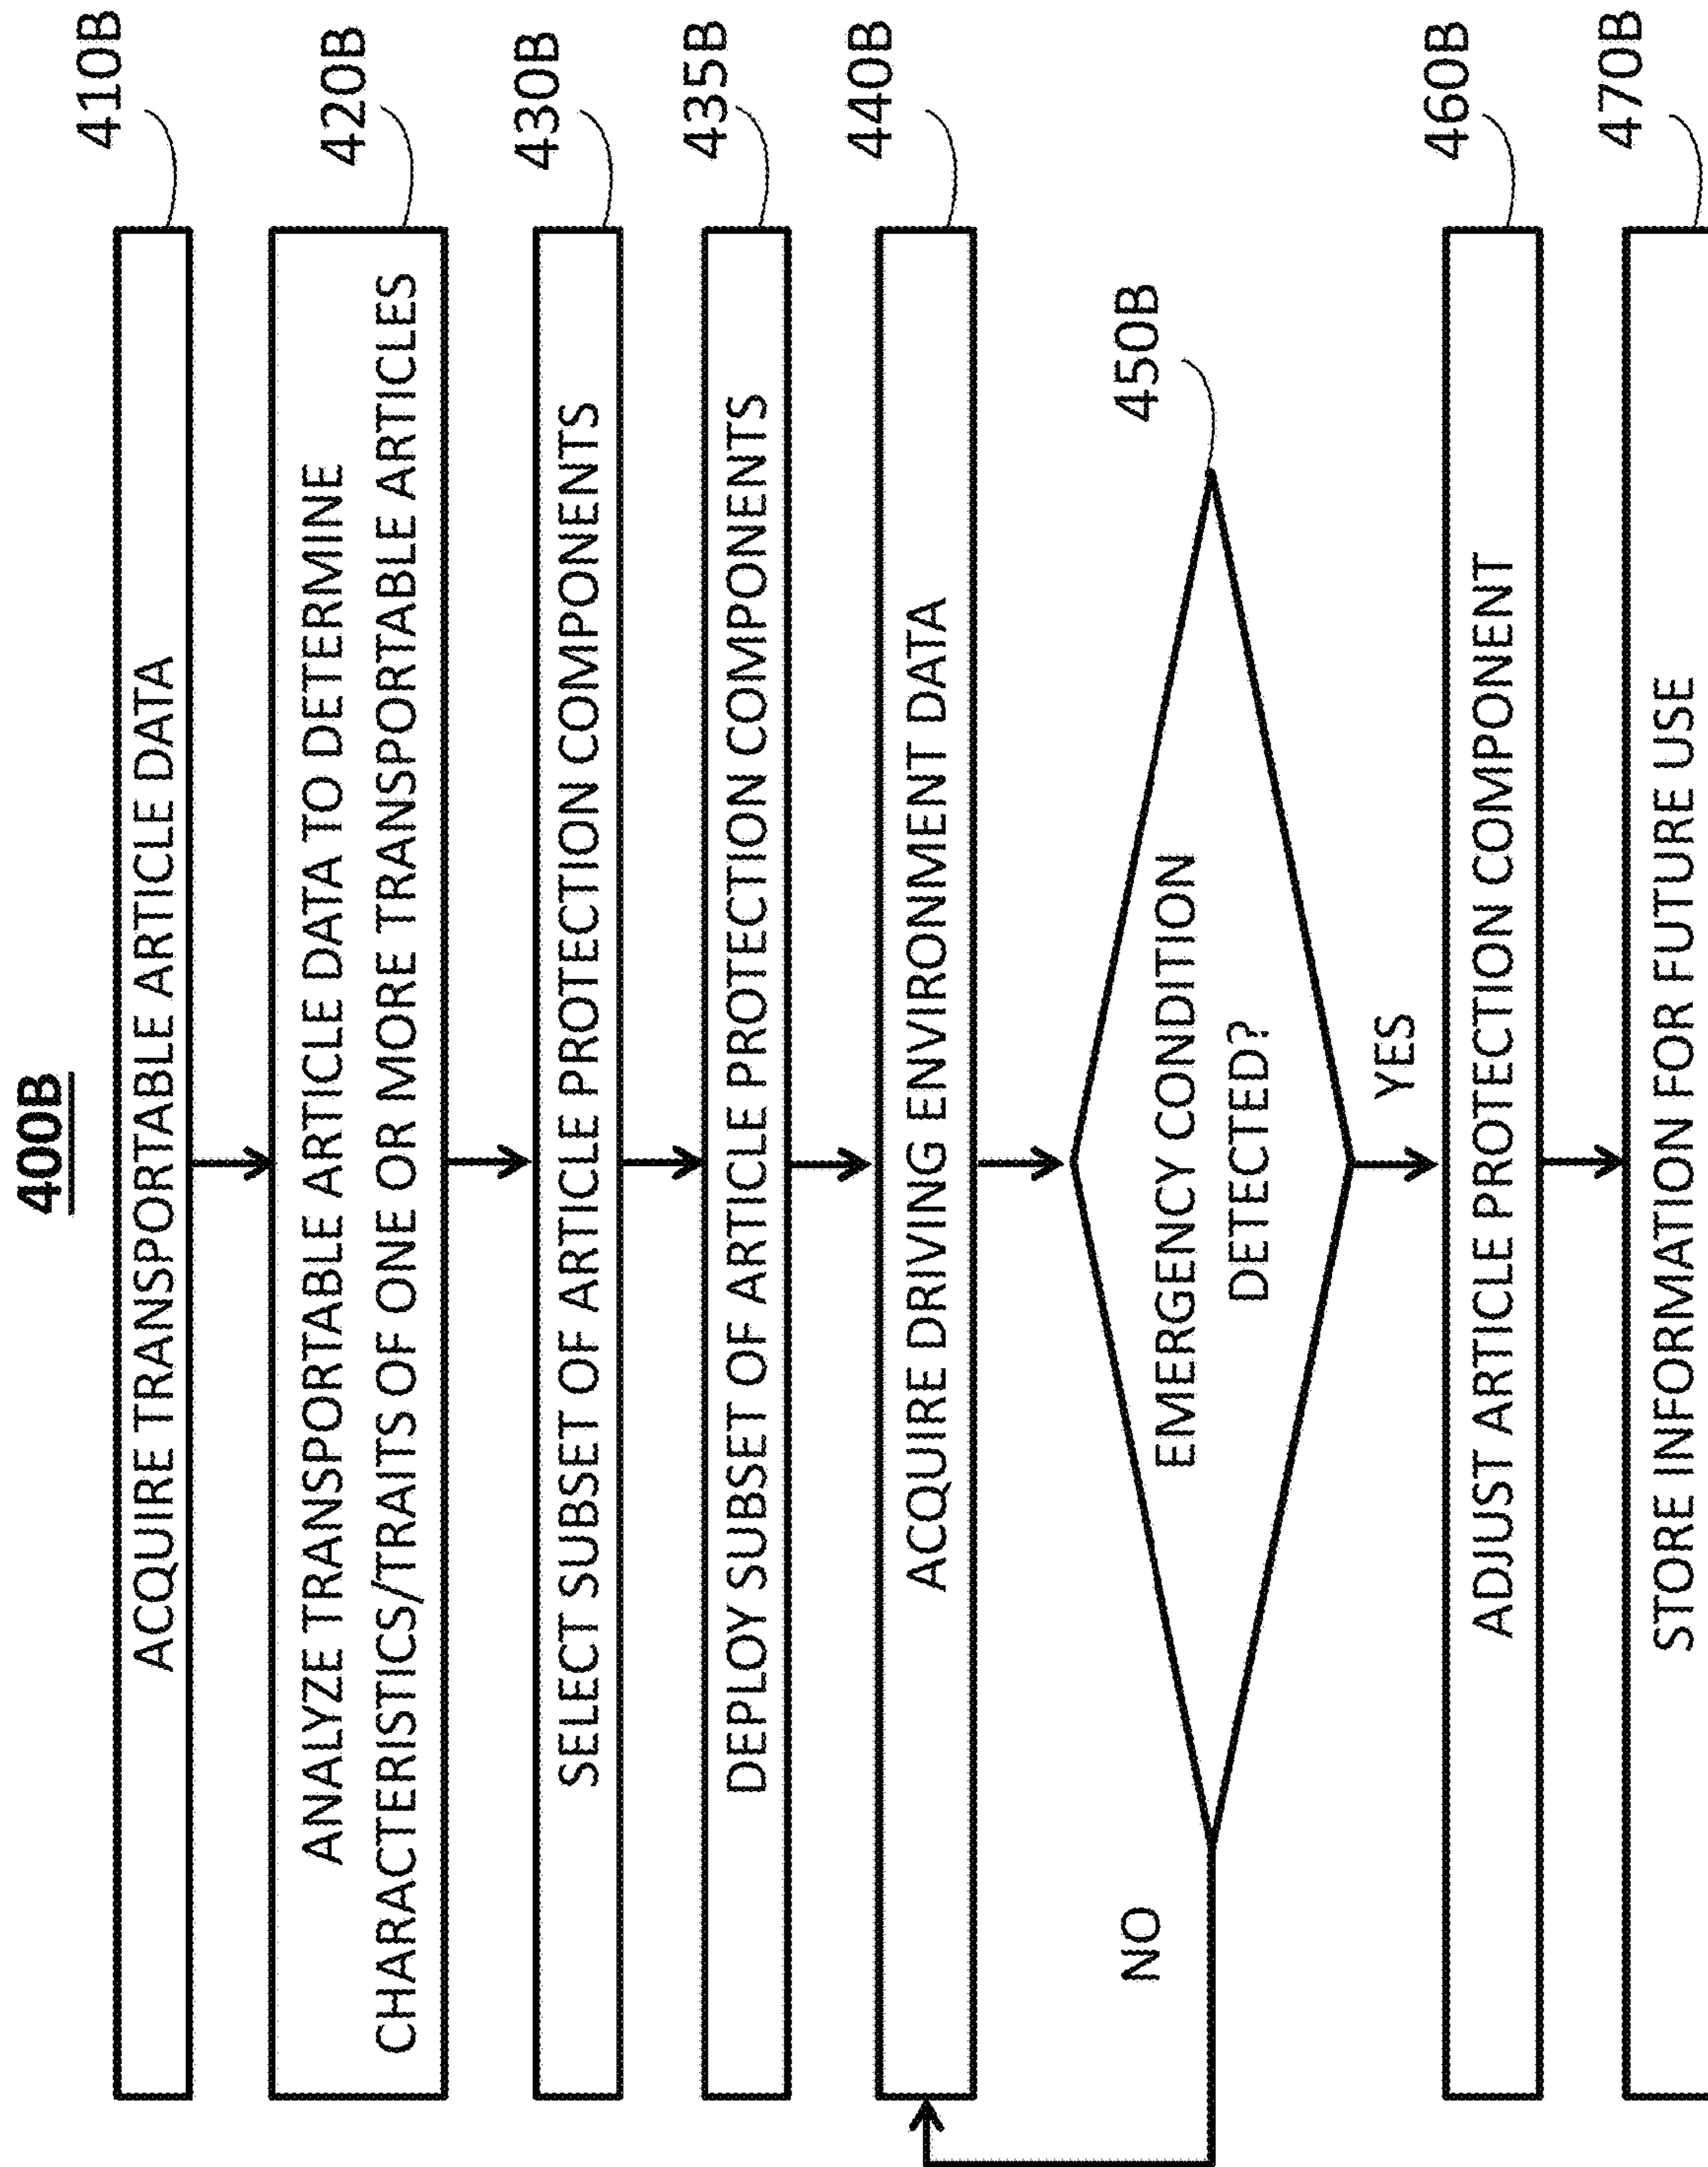 400B
410B
ACQUIRE TRANSPORTABLE ARTICLE DATA
420B
ANALYZE TRANSPORTABLE ARTICLE DATA TO DETERMINE
CHARACTERISTICS/TRAITS OF ONE OR MORE TRANSPORTABLE ARTICLES
430B
SELECT SUBSET OF ARTICLE PROTECTION COMPONENTS
435B
DEPLOY SUBSET OF ARTICLE PROTECTION COMPONENTS
440B
ACQUIRE DRIVING ENVIRONMENT DATA
450B
EMERGENCY CONDITION
DETECTED?
NO
YES
460B
ADJUST ARTICLE PROTECTION COMPONENT
470B
STORE INFORMATION FOR FUTURE USE